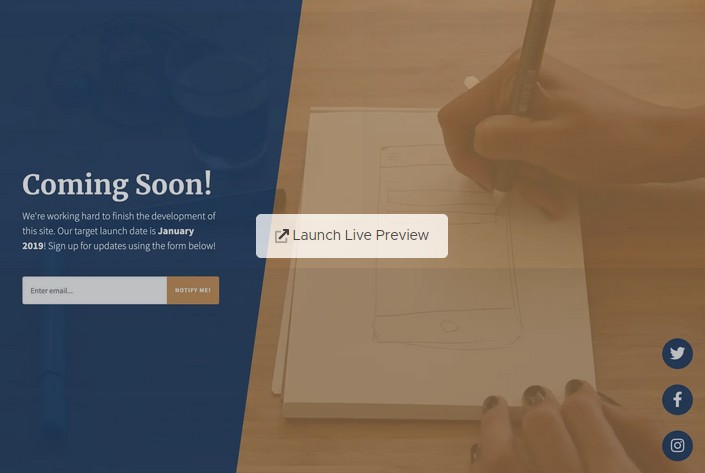 Coming Soon!
We're working hard to finish the development of
this site. Our target launch date is January
2019! Sign up for updates using the form below!
Launch Live Preview
Enter email...
NOTIFY ME!